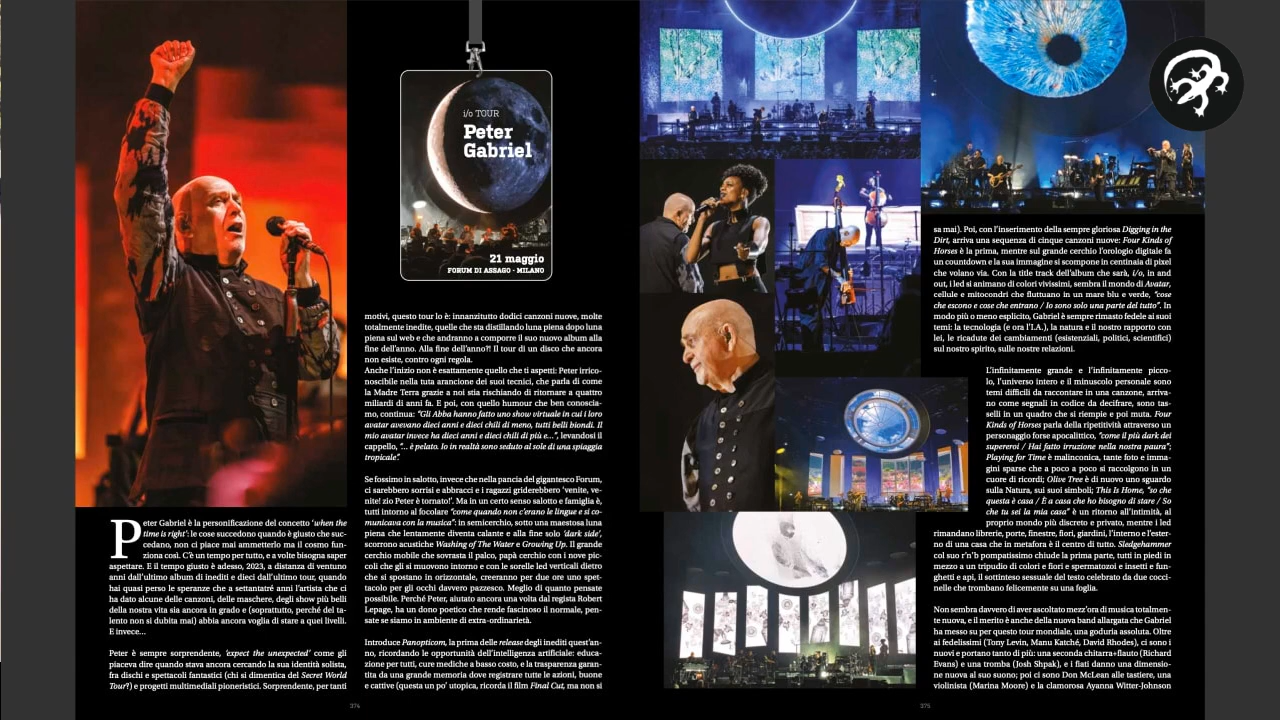 i/o TOUR
Peter
Gabriel
21 maggio
FORUM DI ASSAGO - MILANO
Peter Gabriel è la personificazione del concetto ‘when the
time is right’: le cose succedono quando è giusto che suc-
cedano, non ci piace mai ammetterlo ma il cosmo fun-
ziona così. C’è un tempo per tutto, e a volte bisogna saper
aspettare. E il tempo giusto è adesso, 2023, a distanza di ventuno
anni dall’ultimo album di inediti e dieci dall’ultimo tour, quando
hai quasi perso le speranze che a settantatré anni l’artista che ci
ha dato alcune delle canzoni, delle maschere, degli show più belli
della nostra vita sia ancora in grado e (soprattutto, perché del ta-
lento non si dubita mai) abbia ancora voglia di stare a quei livelli.
E invece...
Peter è sempre sorprendente, ‘expect the unexpected’ come gli
piaceva dire quando stava ancora cercando la sua identità solista,
fra dischi e spettacoli fantastici (chi si dimentica del Secret World
Tour?) e progetti multimediali pioneristici. Sorprendente, per tanti
motivi, questo tour lo è: innanzitutto dodici canzoni nuove, molte
totalmente inedite, quelle che sta distillando luna piena dopo luna
piena sul web e che andranno a comporre il suo nuovo album alla
fine dell’anno. Alla fine dell’anno?! Il tour di un disco che ancora
non esiste, contro ogni regola.
Anche l’inizio non è esattamente quello che ti aspetti: Peter irrico-
noscibile nella tuta arancione dei suoi tecnici, che parla di come
la Madre Terra grazie a noi stia rischiando di ritornare a quattro
miliardi di anni fa. E poi, con quello humour che ben conoscia-
mo, continua: “Gli Abba hanno fatto uno show virtuale in cui i loro
avatar avevano dieci anni e dieci chili di meno, tutti belli biondi. Il
mio avatar invece ha dieci anni e dieci chili di più e...”, levandosi il
cappello, “... è pelato. Io in realtà sono seduto al sole di una spiaggia
tropicale”.
Se fossimo in salotto, invece che nella pancia del gigantesco Forum,
ci sarebbero sorrisi e abbracci e i ragazzi griderebbero ‘venite, ve-
nite! zio Peter è tornato!’. Ma in un certo senso salotto e famiglia è,
tutti intorno al focolare “come quando non c’erano le lingue e si co-
municava con la musica”: in semicerchio, sotto una maestosa luna
piena che lentamente diventa calante e alla fine solo ‘dark side’,
scorrono acustiche Washing of The Water e Growing Up. Il grande
cerchio mobile che sovrasta il palco, papà cerchio con i nove pic-
coli che gli si muovono intorno e con le sorelle led verticali dietro
che si spostano in orizzontale, creeranno per due ore uno spet-
tacolo per gli occhi davvero pazzesco. Meglio di quanto pensate
possibile. Perché Peter, aiutato ancora una volta dal regista Robert
Lepage, ha un dono poetico che rende fascinoso il normale, pen-
sate se siamo in ambiente di extra-ordinarietà.
Introduce Panopticom, la prima delle release degli inediti quest’an-
no, ricordando le opportunità dell’intelligenza artificiale: educa-
zione per tutti, cure mediche a basso costo, e la trasparenza garan-
tita da una grande memoria dove registrare tutte le azioni, buone
e cattive (questa un po’ utopica, ricorda il film Final Cut, ma non si
374
sa mai). Poi, con l’inserimento della sempre gloriosa Digging in the
Dirt, arriva una sequenza di cinque canzoni nuove: Four Kinds of
Horses è la prima, mentre sul grande cerchio l’orologio digitale fa
un countdown e la sua immagine si scompone in centinaia di pixel
che volano via. Con la title track dell’album che sarà, i/o, in and
out, i led si animano di colori vivissimi, sembra il mondo di Avatar,
cellule e mitocondri che fluttuano in un mare blu e verde, “cose
che escono e cose che entrano / Io sono solo una parte del tutto”. In
modo più o meno esplicito, Gabriel è sempre rimasto fedele ai suoi
temi: la tecnologia (e ora l’I.A.), la natura e il nostro rapporto con
lei, le ricadute dei cambiamenti (esistenziali, politici, scientifici)
sul nostro spirito, sulle nostre relazioni.
L’infinitamente grande e l’infinitamente picco-
lo, l’universo intero e il minuscolo personale sono
temi difficili da raccontare in una canzone, arriva-
no come segnali in codice da decifrare, sono tas-
selli in un quadro che si riempie e poi muta. Four
Kinds of Horses parla della ripetitività attraverso un
personaggio forse apocalittico, “come il più dark dei
supereroi / Hai fatto irruzione nella nostra paura”;
Playing for Time è malinconica, tante foto e imma-
gini sparse che a poco a poco si raccolgono in un
cuore di ricordi; Olive Tree è di nuovo uno sguardo
sulla Natura, sui suoi simboli; This Is Home, “so che
questa è casa / È a casa che ho bisogno di stare / So
che tu sei la mia casa” è un ritorno all’intimità, al
proprio mondo più discreto e privato, mentre i led
rimandano librerie, porte, finestre, fiori, giardini, l’interno e l’ester-
no di una casa che in metafora è il centro di tutto. Sledgehammer
col suo r’n’b pompatissimo chiude la prima parte, tutti in piedi in
mezzo a un tripudio di colori e fiori e spermatozoi e insetti e fun-
ghetti e api, il sottinteso sessuale del testo celebrato da due cocci-
nelle che trombano felicemente su una foglia.
Non sembra davvero di aver ascoltato mezz’ora di musica totalmen-
te nuova, e il merito è anche della nuova band allargata che Gabriel
ha messo su per questo tour mondiale, una goduria assoluta. Oltre
ai fedelissimi (Tony Levin, Manu Katché, David Rhodes), ci sono i
nuovi e portano tanto di più: una seconda chitarra+flauto (Richard
Evans) e una tromba (Josh Shpak), e i fiati danno una dimensio-
ne nuova al suo suono; poi ci sono Don McLean alle tastiere, una
violinista (Marina Moore) e la clamorosa Ayanna Witter-Johnson
375